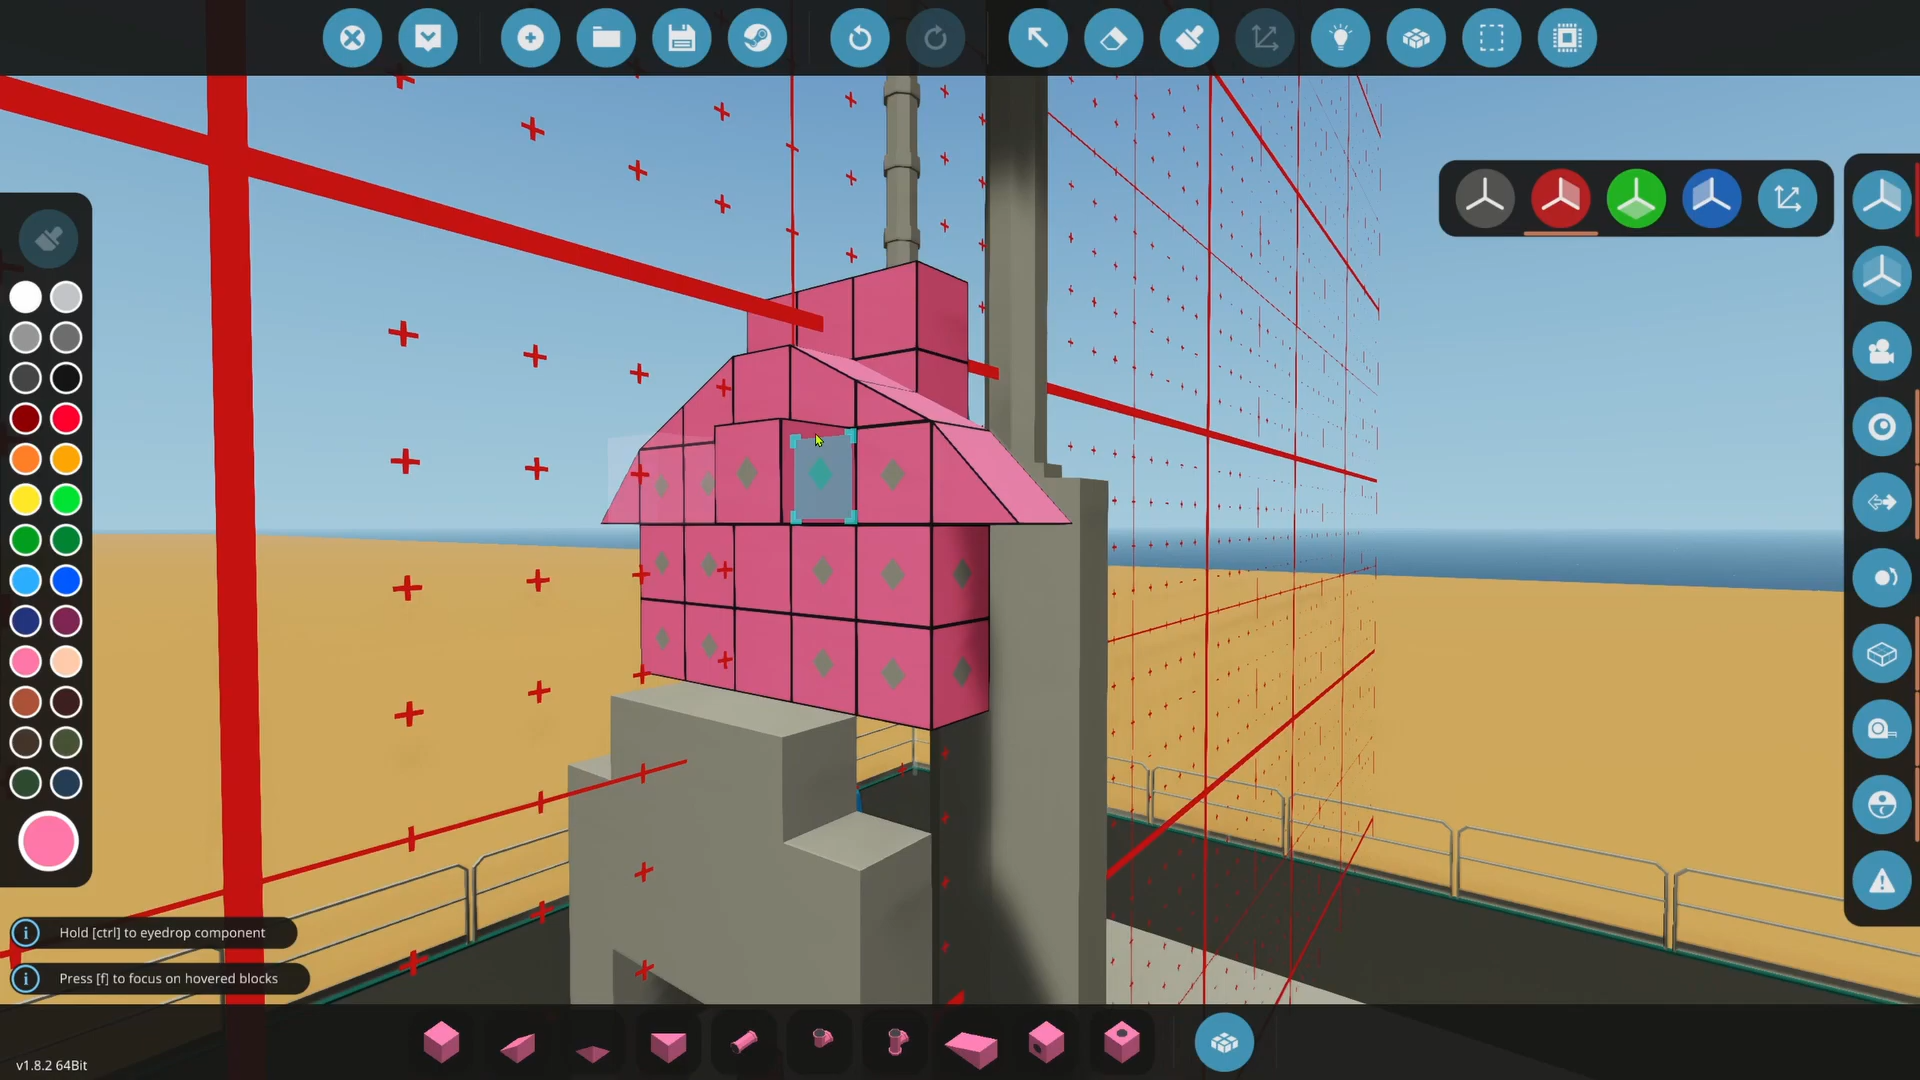 Hold [ctrl] to eyedrop component
Press [f] to focus on hovered blocks
v1.8.2 64Bit